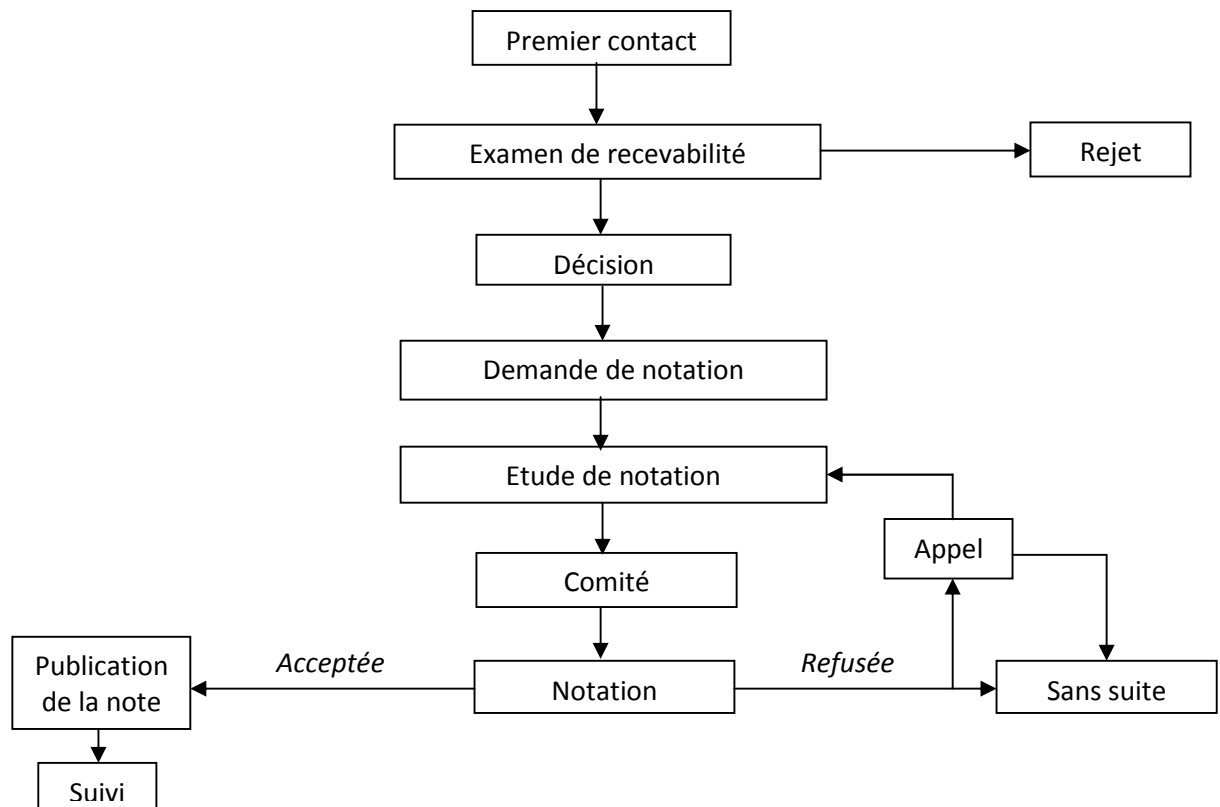 Premier contact
Examen de recevabilité
Rejet
Décision
Demande de notation
Etude de notation
Appel
Comité
Publication
de la note
Acceptée
Notation
Refusée
Sans suite
Suivi